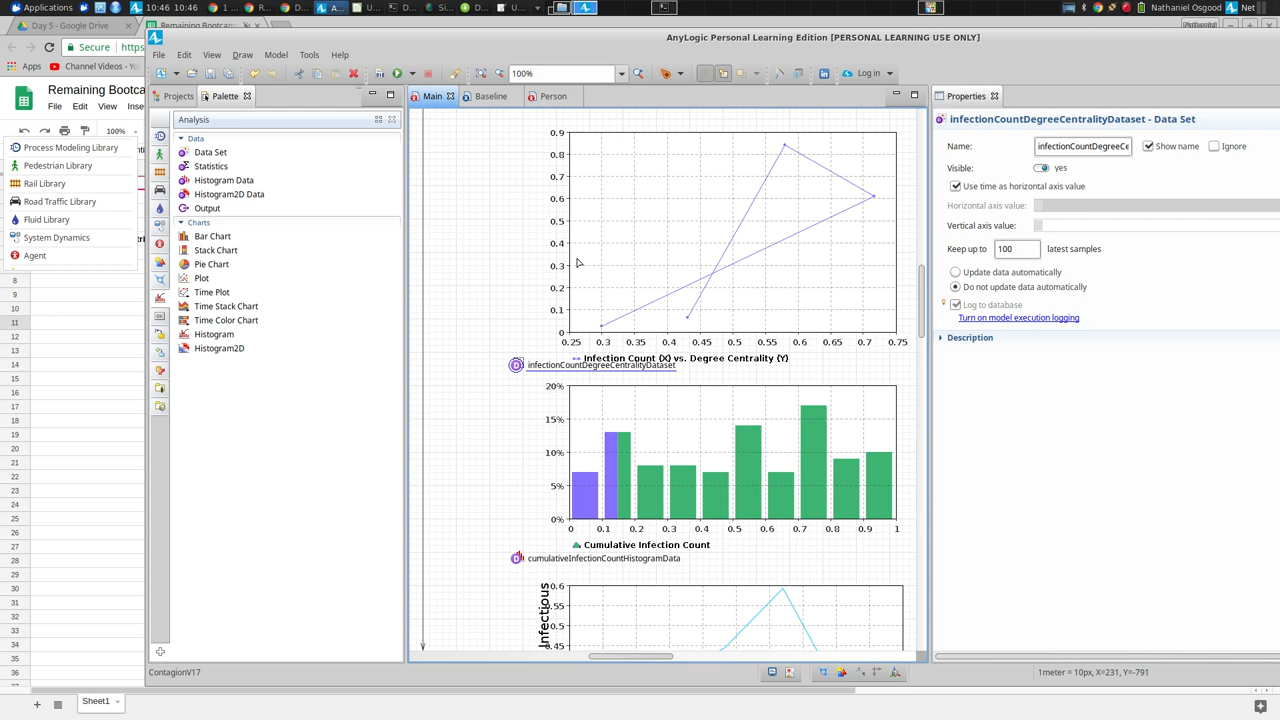 Applications
10:46 10:46
A...
U...
...
R...
D...
...
Si...
D...
U...
Nathaniel Osgood
Net
Day 5 - Google Drive
Remaining Bootcamp
Nathaniel
AnyLogic Personal Learning Edition [PERSONAL LEARNING USE ONLY]
Secure
https
File Edit View Draw Model Tools Help
Apps
Channel Videos - Yo
100%
Log in
Remaining Bootca
File Edit View Inser
Projects
Palette
Main
Baseline
Person
Properties
100%
Analysis
infectionCountDegreeCentralityDataset - Data Set
Process Modeling Library
Pedestrian Library
Rail Library
Road Traffic Library
Fluid Library
System Dynamics
Agent
Data
Data Set
Statistics
Histogram Data
Histogram2D Data
Output
Charts
Bar Chart
Stack Chart
Pie Chart
Plot
Time Plot
Time Stack Chart
Time Color Chart
Histogram
Histogram2D
0.9
0.8
0.7
0.6
0.5
0.4
0.3
0.2
0.1
0
0.25 0.3 0.35 0.4 0.45 0.5 0.55 0.6 0.65 0.7 0.75
Infection Count (X) vs. Degree Centrality (Y)
infectionCountDegreeCentralityDataset
20%
15%
10%
5%
0%
0 0.1 0.2 0.3 0.4 0.5 0.6 0.7 0.8 0.9 1
Cumulative Infection Count
cumulativeInfectionCountHistogramData
Infectious
0.6
0.55
0.5
0.45
Name:
infectionCountDegreeCe
Show name
Ignore
Visible:
yes
Use time as horizontal axis value
Horizontal axis value:
Vertical axis value:
Keep up to
100
latest samples
Update data automatically
Do not update data automatically
Log to database
Turn on model execution logging
Description
8
9
10
11
12
13
14
15
16
17
18
19
20
21
22
23
24
25
26
27
28
29
30
31
32
33
34
35
36
ContagionV17
1meter = 10px, X=231, Y=-791
Sheet1